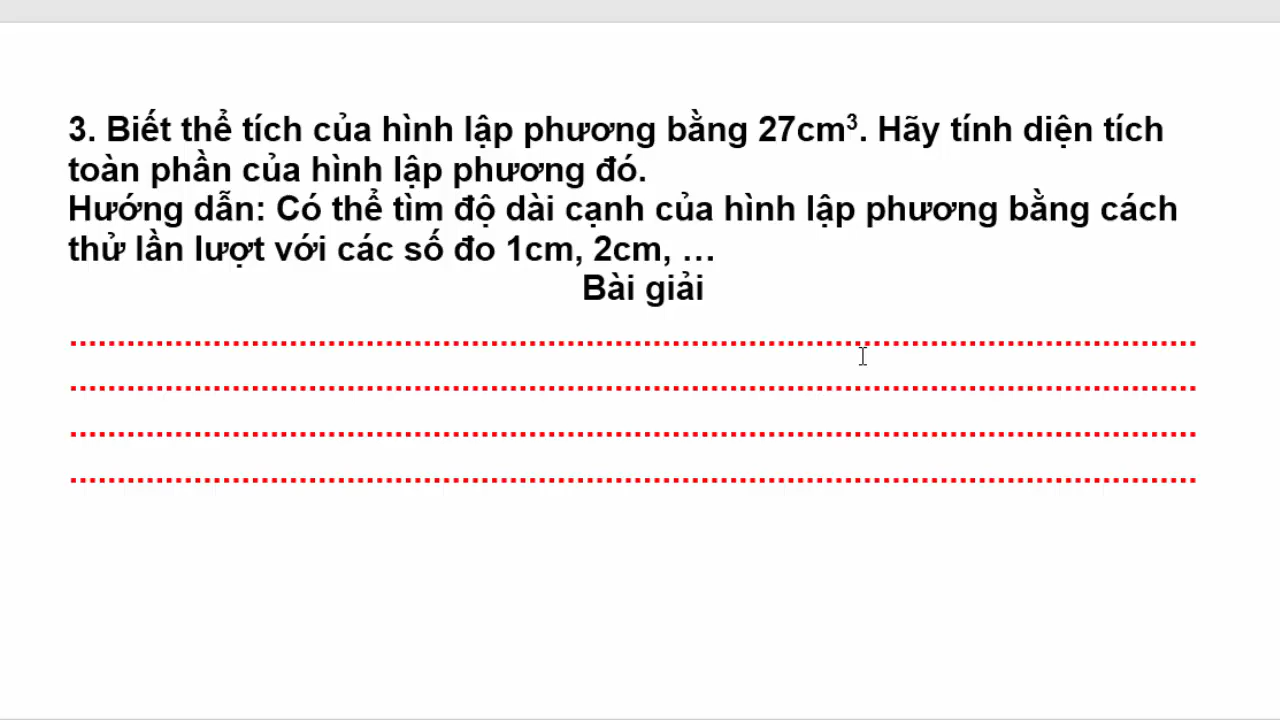 3. Biết thể tích của hình lập phương bằng 27cm³. Hãy tính diện tích
toàn phần của hình lập phương đó.
Hướng dẫn: Có thể tìm độ dài cạnh của hình lập phương bằng cách
thử lần lượt với các số đo 1cm, 2cm, …
Bài giải